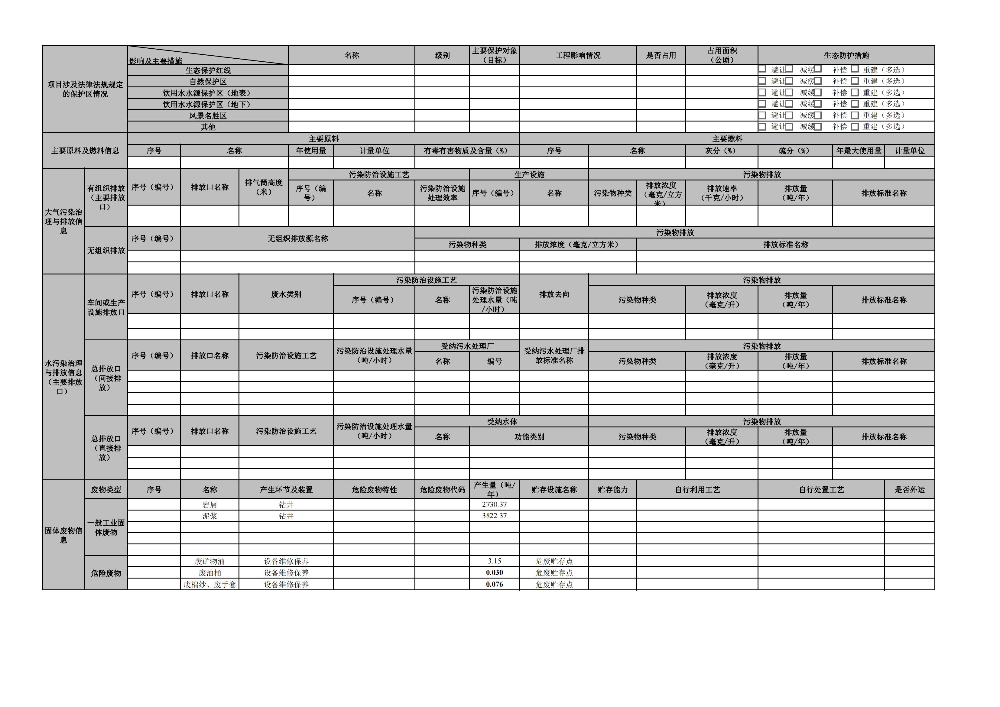 影响及主要措施 名称 级别 主要保护对象（目标） 工程影响情况 是否占用 占用面积（公顷） 生态防护措施
项目涉及法律法规规定的保护区情况
生态保护红线 □ 避让 □ 减缓 □ 补偿 □ 重建（多选）
自然保护区 □ 避让 □ 减缓 □ 补偿 □ 重建（多选）
饮用水水源保护区（地表） □ 避让 □ 减缓 □ 补偿 □ 重建（多选）
饮用水水源保护区（地下） □ 避让 □ 减缓 □ 补偿 □ 重建（多选）
风景名胜区 □ 避让 □ 减缓 □ 补偿 □ 重建（多选）
其他 □ 避让 □ 减缓 □ 补偿 □ 重建（多选）
主要原料及燃料信息
主要原料 主要燃料
序号 名称 年使用量 计量单位 有毒有害物质及含量（%） 序号 名称 灰分（%） 硫分（%） 年最大使用量 计量单位
大气污染治理与排放信息
有组织排放（主要排放口）
序号（编号） 排放口名称 排气筒高度（米） 污染防治设施工艺 生产设施 污染物排放
序号（编号） 名称 污染防治设施处理效率 序号（编号） 名称 污染物种类 排放浓度（毫克/立方米） 排放速率（千克/小时） 排放量（吨/年） 排放标准名称
无组织排放
序号（编号） 无组织排放源名称 污染物排放
污染物种类 排放浓度（毫克/立方米） 排放标准名称
水污染治理与排放信息（主要排放口）
车间或生产设施排放口
序号（编号） 排放口名称 废水类别 污染防治设施工艺 排放去向 污染物排放
序号（编号） 名称 污染防治设施处理水量（吨/小时） 污染物种类 排放浓度（毫克/升） 排放量（吨/年） 排放标准名称
总排放口（间接排放）
序号（编号） 排放口名称 污染防治设施工艺 污染防治设施处理水量（吨/小时） 受纳污水处理厂 受纳污水处理厂排放标准名称 污染物排放
名称 编号 污染物种类 排放浓度（毫克/升） 排放量（吨/年） 排放标准名称
总排放口（直接排放）
序号（编号） 排放口名称 污染防治设施工艺 污染防治设施处理水量（吨/小时） 受纳水体 污染物排放
名称 功能类别 污染物种类 排放浓度（毫克/升） 排放量（吨/年） 排放标准名称
固体废物信息
废物类型 序号 名称 产生环节及装置 危险废物特性 危险废物代码 产生量（吨/年） 贮存设施名称 贮存能力 自行利用工艺 自行处置工艺 是否外运
一般工业固体废物
岩屑 钻井 2730.37
泥浆 钻井 3822.37
危险废物
废矿物油 设备维修保养 3.15 危废贮存点
废油桶 设备维修保养 0.030 危废贮存点
废棉纱、废手套 设备维修保养 0.076 危废贮存点